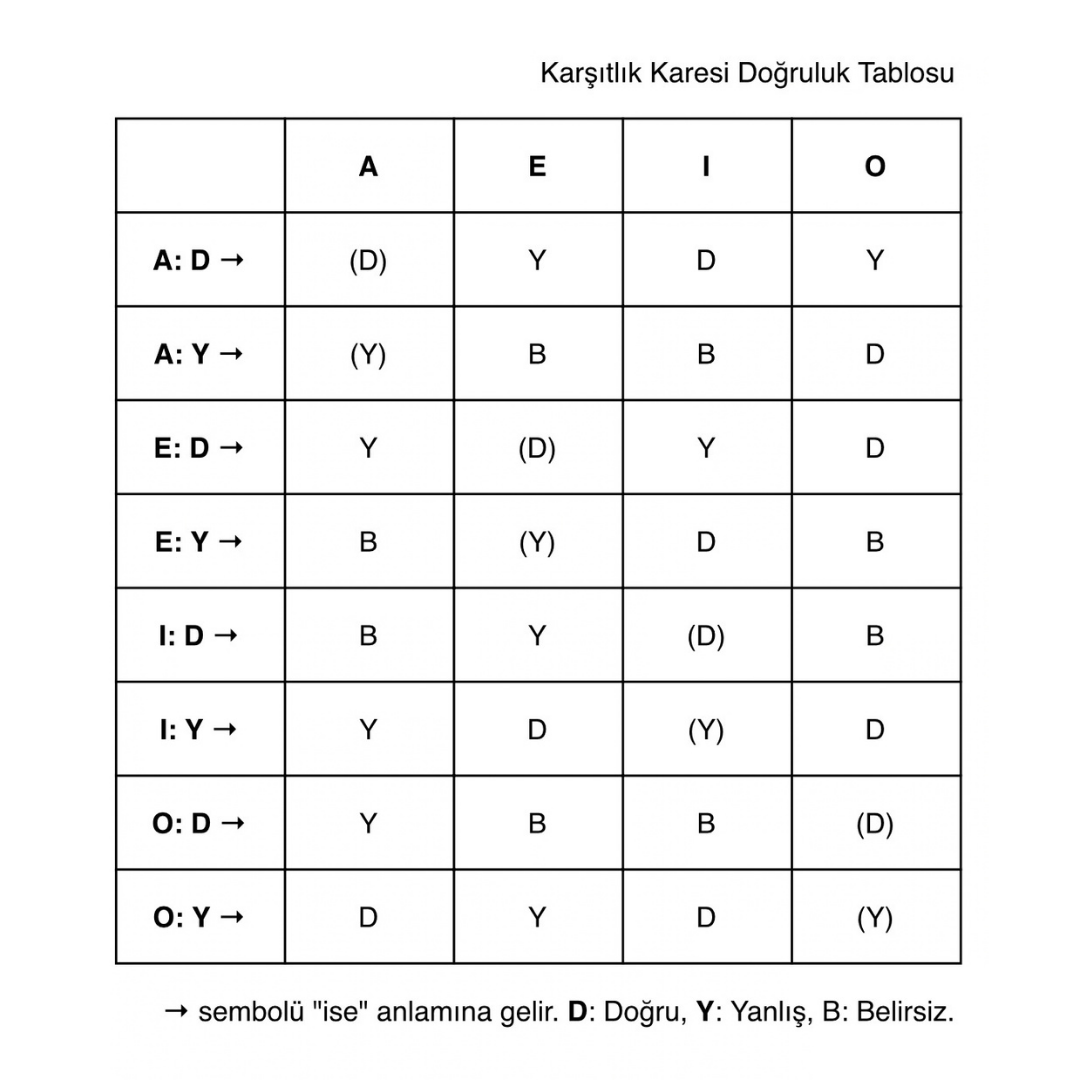 Karşıtlık Karesi Doğruluk Tablosu
A E I O
A: D → (D) Y D Y
A: Y → (Y) B B D
E: D → Y (D) Y D
E: Y → B (Y) D B
I: D → B Y (D) B
I: Y → Y D (Y) D
O: D → Y B B (D)
O: Y → D Y D (Y)
→ sembolü "ise" anlamına gelir. D: Doğru, Y: Yanlış, B: Belirsiz.